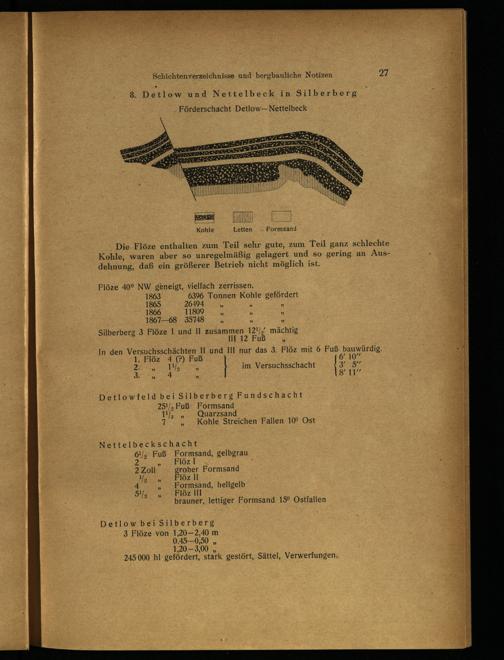 Schichtenverzeichnisse und bergbauliche Notizen 27
8. Detlow und Nettelbeck in Silberberg
Förderschacht Detlow—Nettelbeck
Kohle Letten Formsand
Die Flöze enthalten zum Teil sehr gute, zum Teil ganz schlechte
Kohle, waren aber so unregelmäßig gelagert und so gering an Aus-
dehnung, daß ein größerer Betrieb nicht möglich ist.
Flöze 40° NW geneigt, vielfach zerrissen.
1863 6396 Tonnen Kohle gefördert
1865 26494 „ „ „
1866 11809 „ „ „
1867—68 35748 „ „ „
Silberberg 3 Flöze I und II zusammen 12½' mächtig
III 12 Fuß „
In den Versuchsschächten II und III nur das 3. Flöz mit 6 Fuß bauwürdig.
1. Flöz 4 (?) Fuß 6' 10"
2. „ 1½ „ im Versuchsschacht 3' 5"
3. „ 4 „ 8' 11"
Detlowfeld bei Silberberg Fundschacht
25½ Fuß Formsand
1½ „ Quarzsand
7 „ Kohle Streichen Fallen 10° Ost
Nettelbeckschacht
6½ Fuß Formsand, gelbgrau
2 „ Flöz I
2 Zoll grober Formsand
½ „ Flöz II
4 „ Formsand, hellgelb
5½ „ Flöz III
brauner, lettiger Formsand 15° Ostfallen
Detlow bei Silberberg
3 Flöze von 1,20—2,40 m
0.45—0,50 „
1.20—3,00 „
245 000 hl gefördert, stark gestört, Sättel, Verwerfungen.